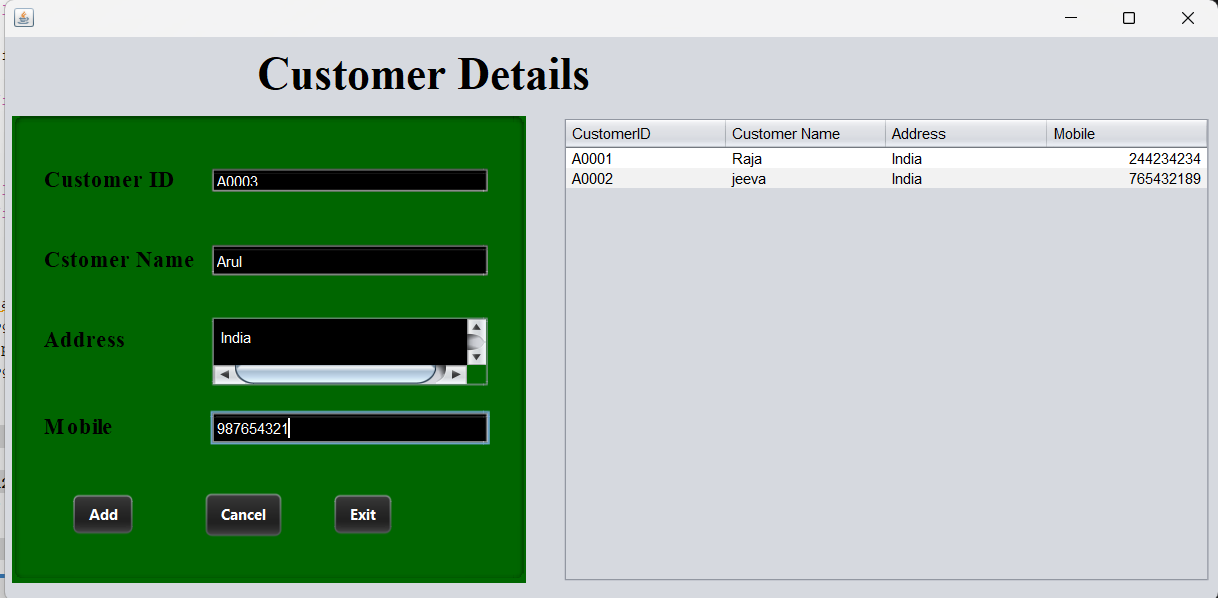 Customer Details
Customer ID A0003
Cstomer Name Arul
Address India
Mobile 987654321
Add Cancel Exit
CustomerID Customer Name Address Mobile
A0001 Raja India 244234234
A0002 jeeva India 765432189